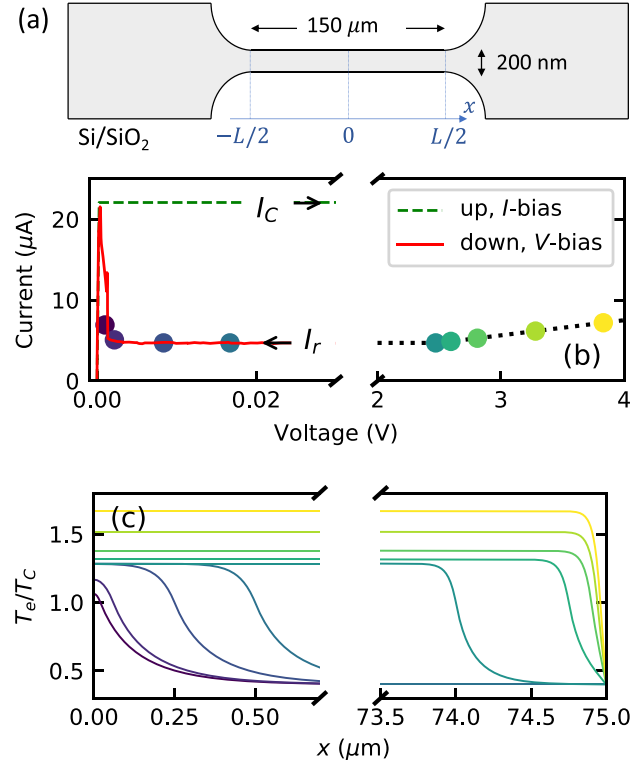 (a)
150 μm
200 nm
x
Si/SiO₂
−L/2
0
L/2
20
10
0
Current (μA)
I_C
I_r
up, I-bias
down, V-bias
(b)
0.00
0.02
2
3
4
Voltage (V)
(c)
1.5
1.0
0.5
T_e/T_C
0.00
0.25
0.50
73.5
74.0
74.5
75.0
x (μm)